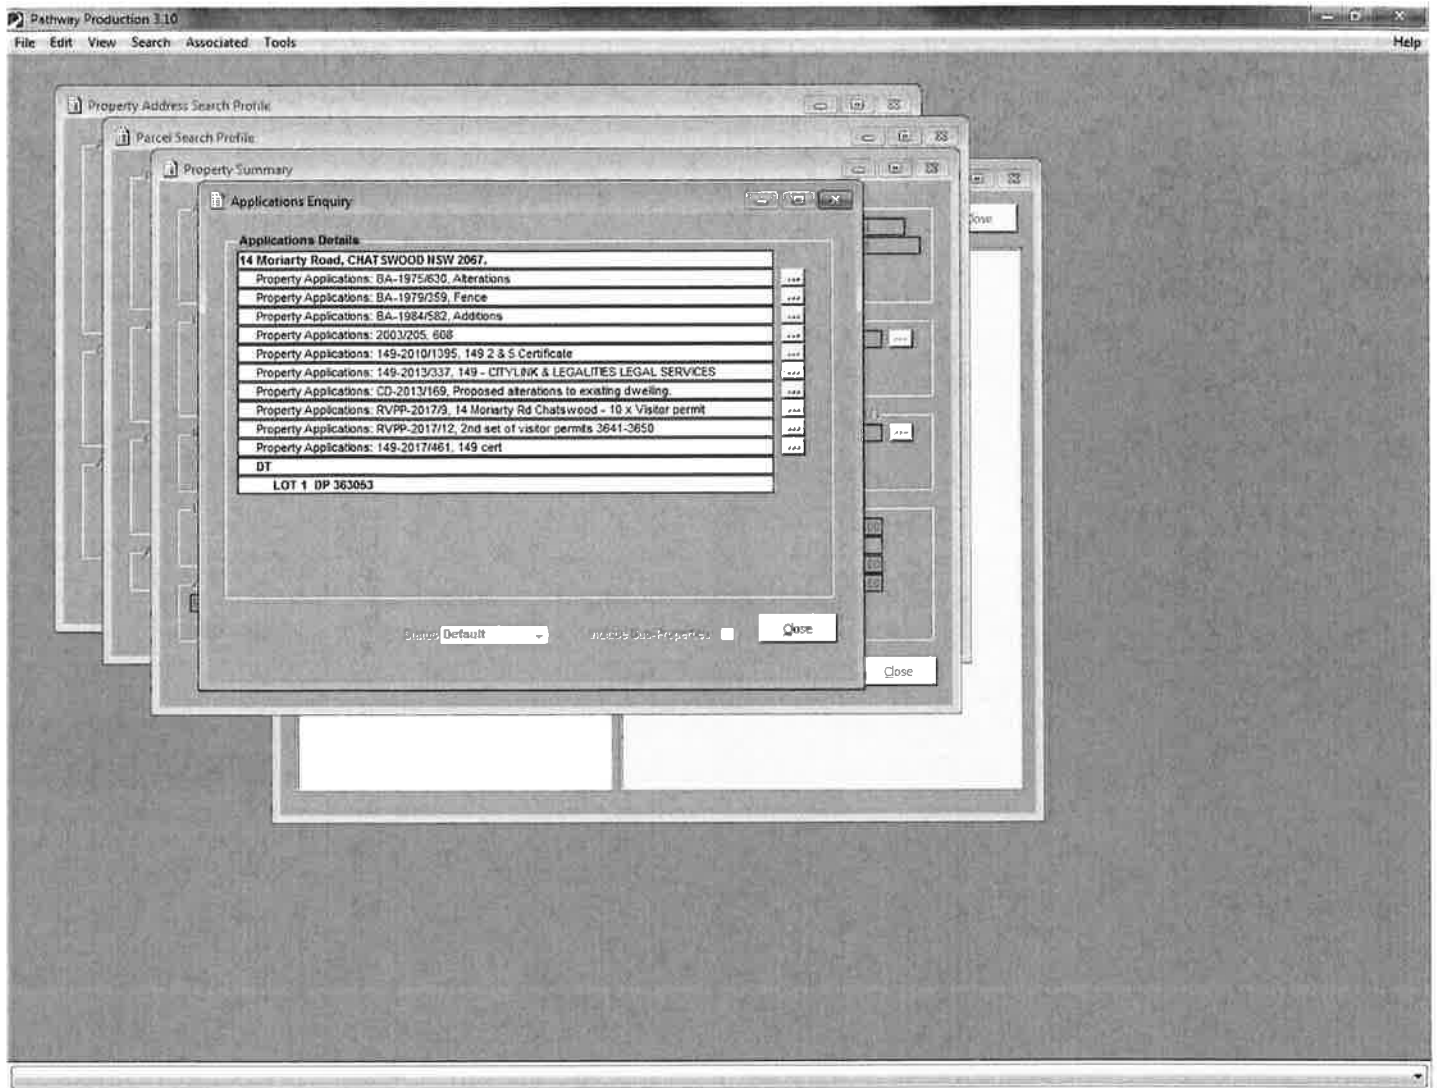 Pathway Production 3.10
File Edit View Search Associated Tools Help
Property Address Search Profile
Parcel Search Profile
Property Summary
Applications Enquiry
Close
Applications Details
14 Moriarty Road, CHATSWOOD NSW 2067.
Property Applications: BA-1975/630, Alterations
Property Applications: BA-1979/359, Fence
Property Applications: BA-1984/582, Additions
Property Applications: 2003/205, 608
Property Applications: 149-2010/1395, 149 2 & 5 Certificate
Property Applications: 149-2013/337, 149 - CITYLINK & LEGALITIES LEGAL SERVICES
Property Applications: CD-2013/169, Proposed alterations to existing dwelling.
Property Applications: RVPP-2017/9, 14 Moriarty Rd Chatswood - 10 x Visitor permit
Property Applications: RVPP-2017/12, 2nd set of visitor permits 3641-3650
Property Applications: 149-2017/461, 149 cert
DT
LOT 1 DP 363053
Status Default Include Sub-Properties Close
Close